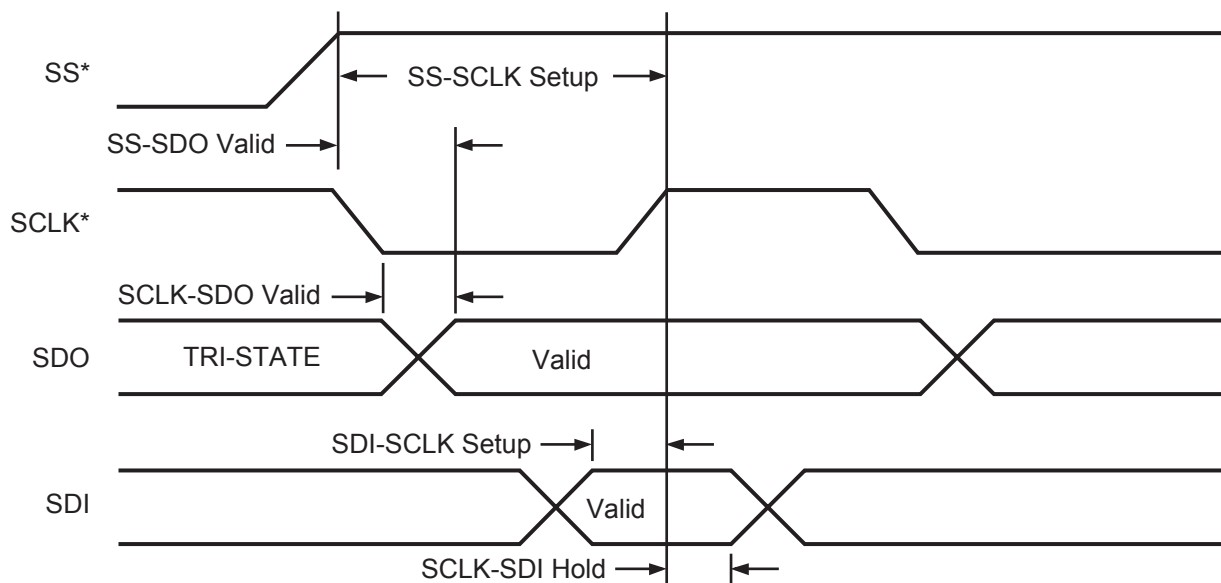 SS*
SS-SCLK Setup
SS-SDO Valid
SCLK*
SCLK-SDO Valid
SDO
TRI-STATE
Valid
SDI-SCLK Setup
SDI
Valid
SCLK-SDI Hold